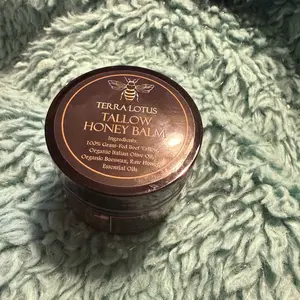 TERRA LOTUS
TALLOW
HONEY BALM
Ingredients:
100% Grass-Fed Beef Tallow,
Organic Italian Olive Oil,
Organic Beeswax, Raw Honey,
Essential Oils